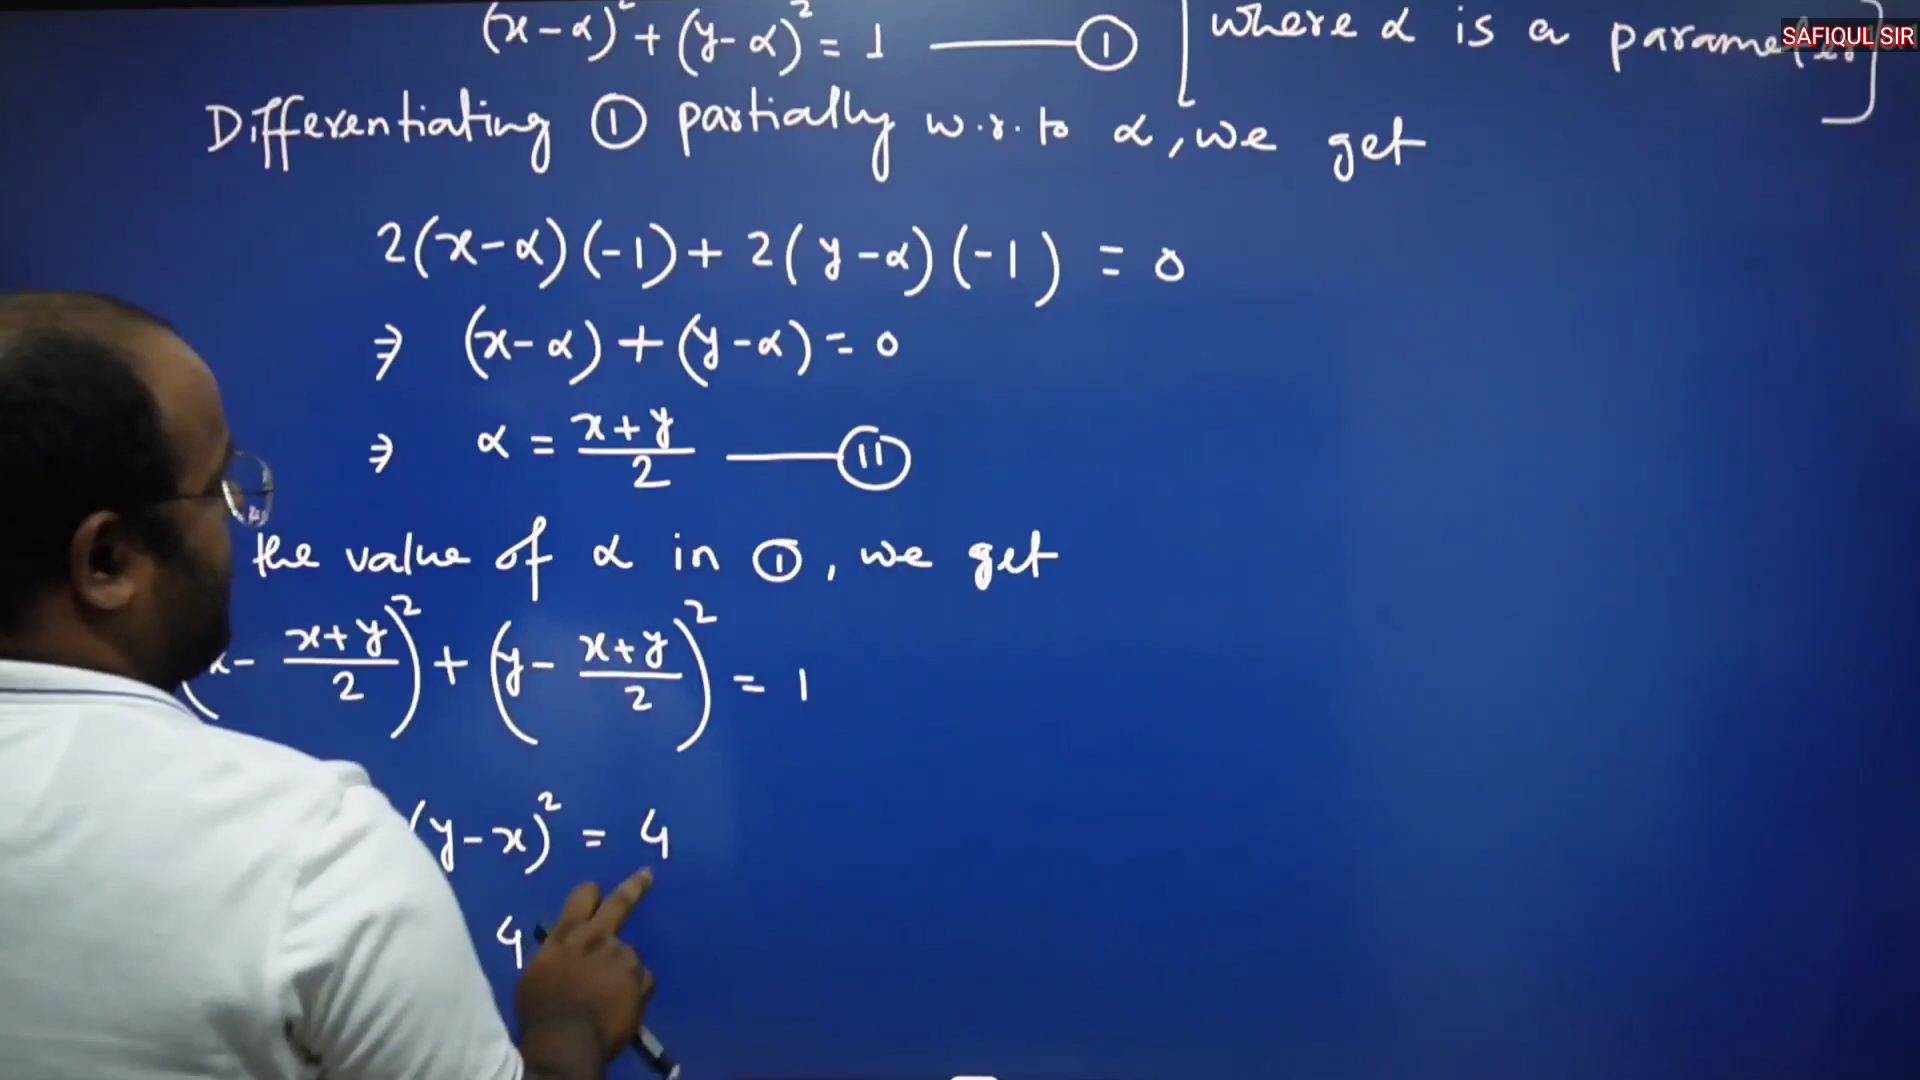 (x-α)² + (y-α)² = 1 —— ① [where α is a parameter]
SAFIQUL SIR
Differentiating ① partially w.r.to α, we get
2(x-α)(-1) + 2(y-α)(-1) = 0
⇒ (x-α) + (y-α) = 0
⇒ α = (x+y)/2 —— ⑪
the value of α in ①, we get
(x - (x+y)/2)² + (y - (x+y)/2)² = 1
(y-x)² = 4
4